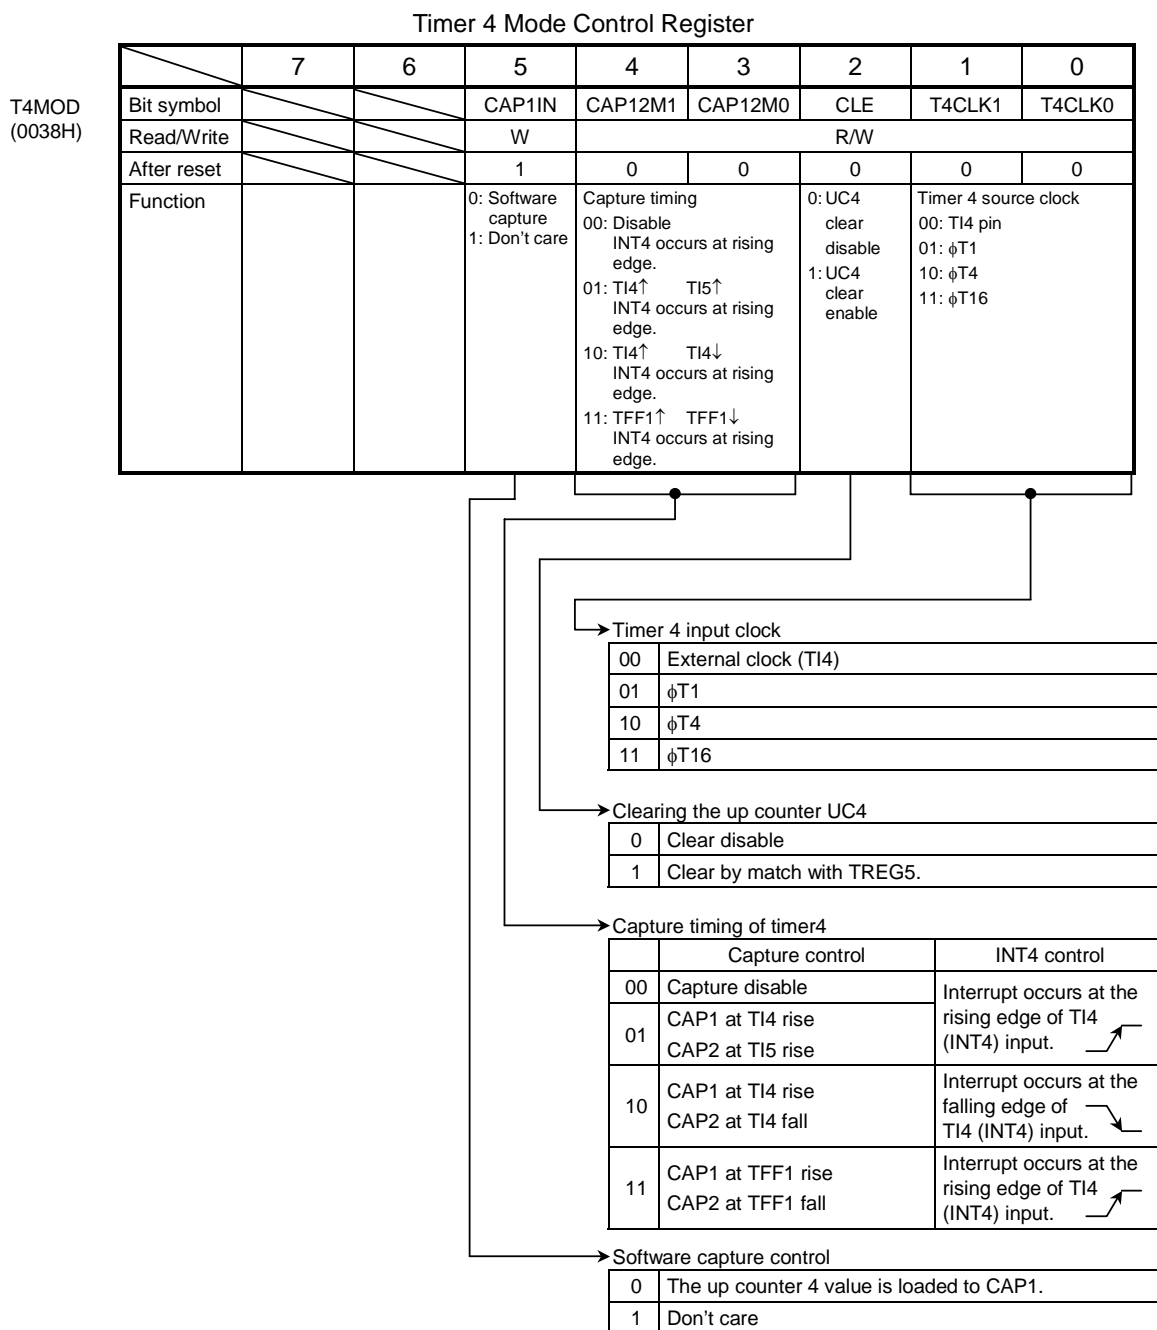 Timer 4 Mode Control Register
7 6 5 4 3 2 1 0
T4MOD
(0038H)
Bit symbol CAP1IN CAP12M1 CAP12M0 CLE T4CLK1 T4CLK0
Read/Write W R/W
After reset 1 0 0 0 0 0
Function
0: Software
capture
1: Don't care
Capture timing
00: Disable
INT4 occurs at rising
edge.
01: TI4↑ TI5↑
INT4 occurs at rising
edge.
10: TI4↑ TI4↓
INT4 occurs at rising
edge.
11: TFF1↑ TFF1↓
INT4 occurs at rising
edge.
0: UC4
clear
disable
1: UC4
clear
enable
Timer 4 source clock
00: TI4 pin
01: ϕT1
10: ϕT4
11: ϕT16
Timer 4 input clock
00 External clock (TI4)
01 ϕT1
10 ϕT4
11 ϕT16
Clearing the up counter UC4
0 Clear disable
1 Clear by match with TREG5.
Capture timing of timer4
Capture control INT4 control
00 Capture disable
01 CAP1 at TI4 rise
CAP2 at TI5 rise
Interrupt occurs at the
rising edge of TI4
(INT4) input.
10 CAP1 at TI4 rise
CAP2 at TI4 fall
Interrupt occurs at the
falling edge of
TI4 (INT4) input.
11 CAP1 at TFF1 rise
CAP2 at TFF1 fall
Interrupt occurs at the
rising edge of TI4
(INT4) input.
Software capture control
0 The up counter 4 value is loaded to CAP1.
1 Don't care